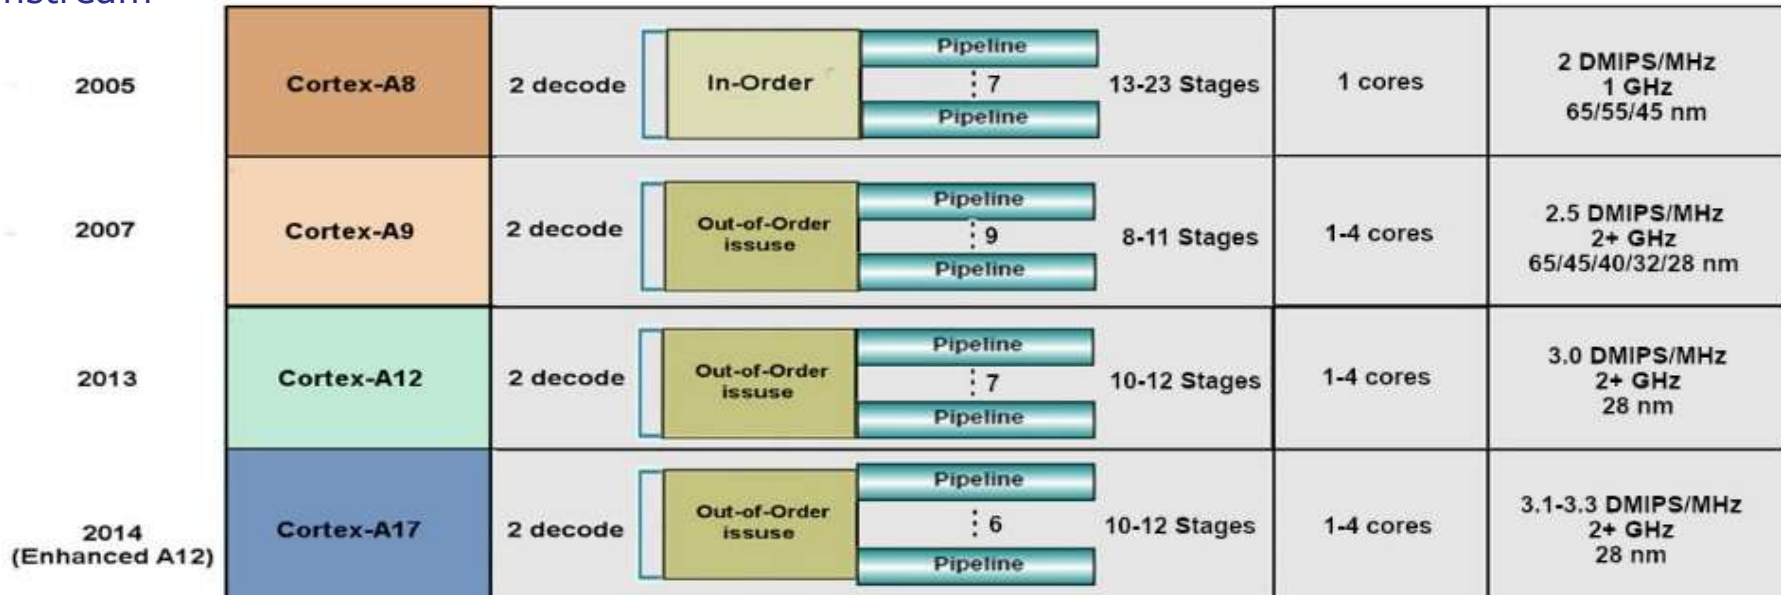 2005
Cortex-A8
2 decode
In-Order
Pipeline
7
Pipeline
13-23 Stages
1 cores
2 DMIPS/MHz
1 GHz
65/55/45 nm
2007
Cortex-A9
2 decode
Out-of-Order
issuse
Pipeline
9
Pipeline
8-11 Stages
1-4 cores
2.5 DMIPS/MHz
2+ GHz
65/45/40/32/28 nm
2013
Cortex-A12
2 decode
Out-of-Order
issuse
Pipeline
7
Pipeline
10-12 Stages
1-4 cores
3.0 DMIPS/MHz
2+ GHz
28 nm
2014
(Enhanced A12)
Cortex-A17
2 decode
Out-of-Order
issuse
Pipeline
6
Pipeline
10-12 Stages
1-4 cores
3.1-3.3 DMIPS/MHz
2+ GHz
28 nm